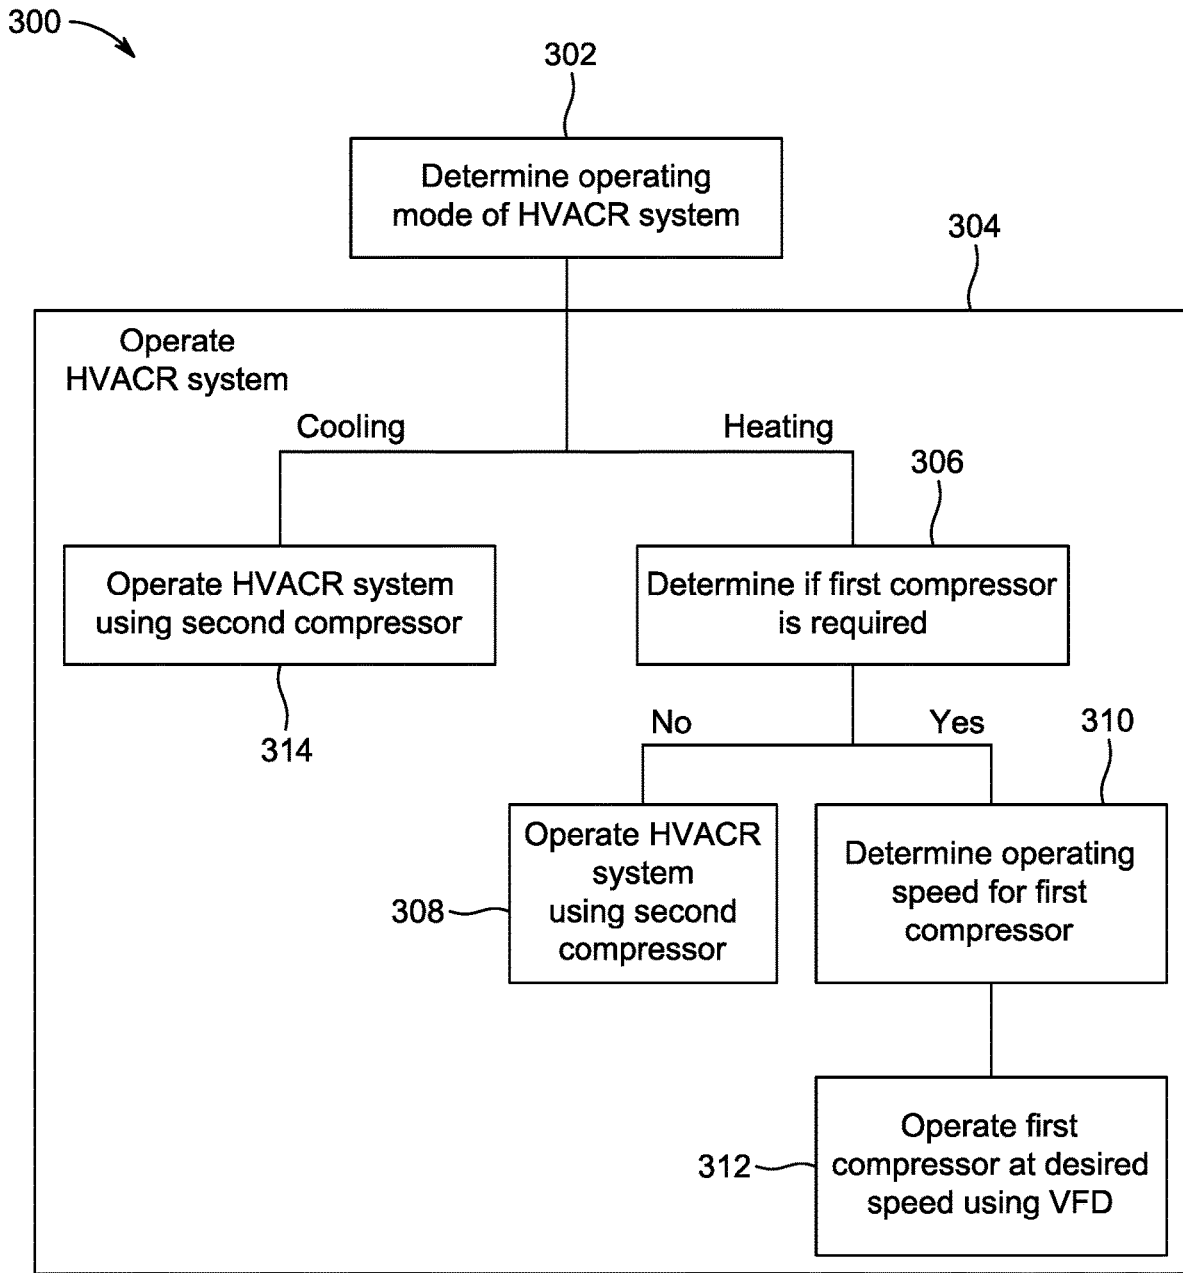 300
302
Determine operating
mode of HVACR system
304
Operate
HVACR system
Cooling
Heating
306
Operate HVACR system
using second compressor
314
Determine if first compressor
is required
No
Yes
310
308
Operate HVACR
system
using second
compressor
Determine operating
speed for first
compressor
312
Operate first
compressor at desired
speed using VFD